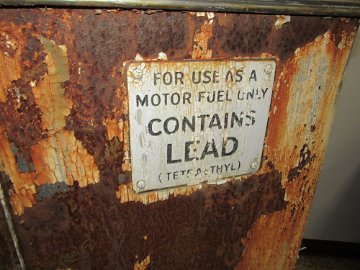 FOR USE AS A
MOTOR FUEL ONLY
CONTAINS
LEAD
(TETRAETHYL)